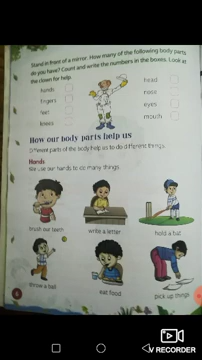 Stand in front of a mirror. How many of the following body parts
do you have? Count and write the numbers in the boxes. Look at
the clown for help.
hands
head
fingers
nose
feet
eyes
knees
mouth
How our body parts help us
Different parts of the body help us to do different things.
Hands
We use our hands to do many things.
brush our teeth
write a letter
hold a bat
throw a ball
eat food
pick up things
V RECORDER